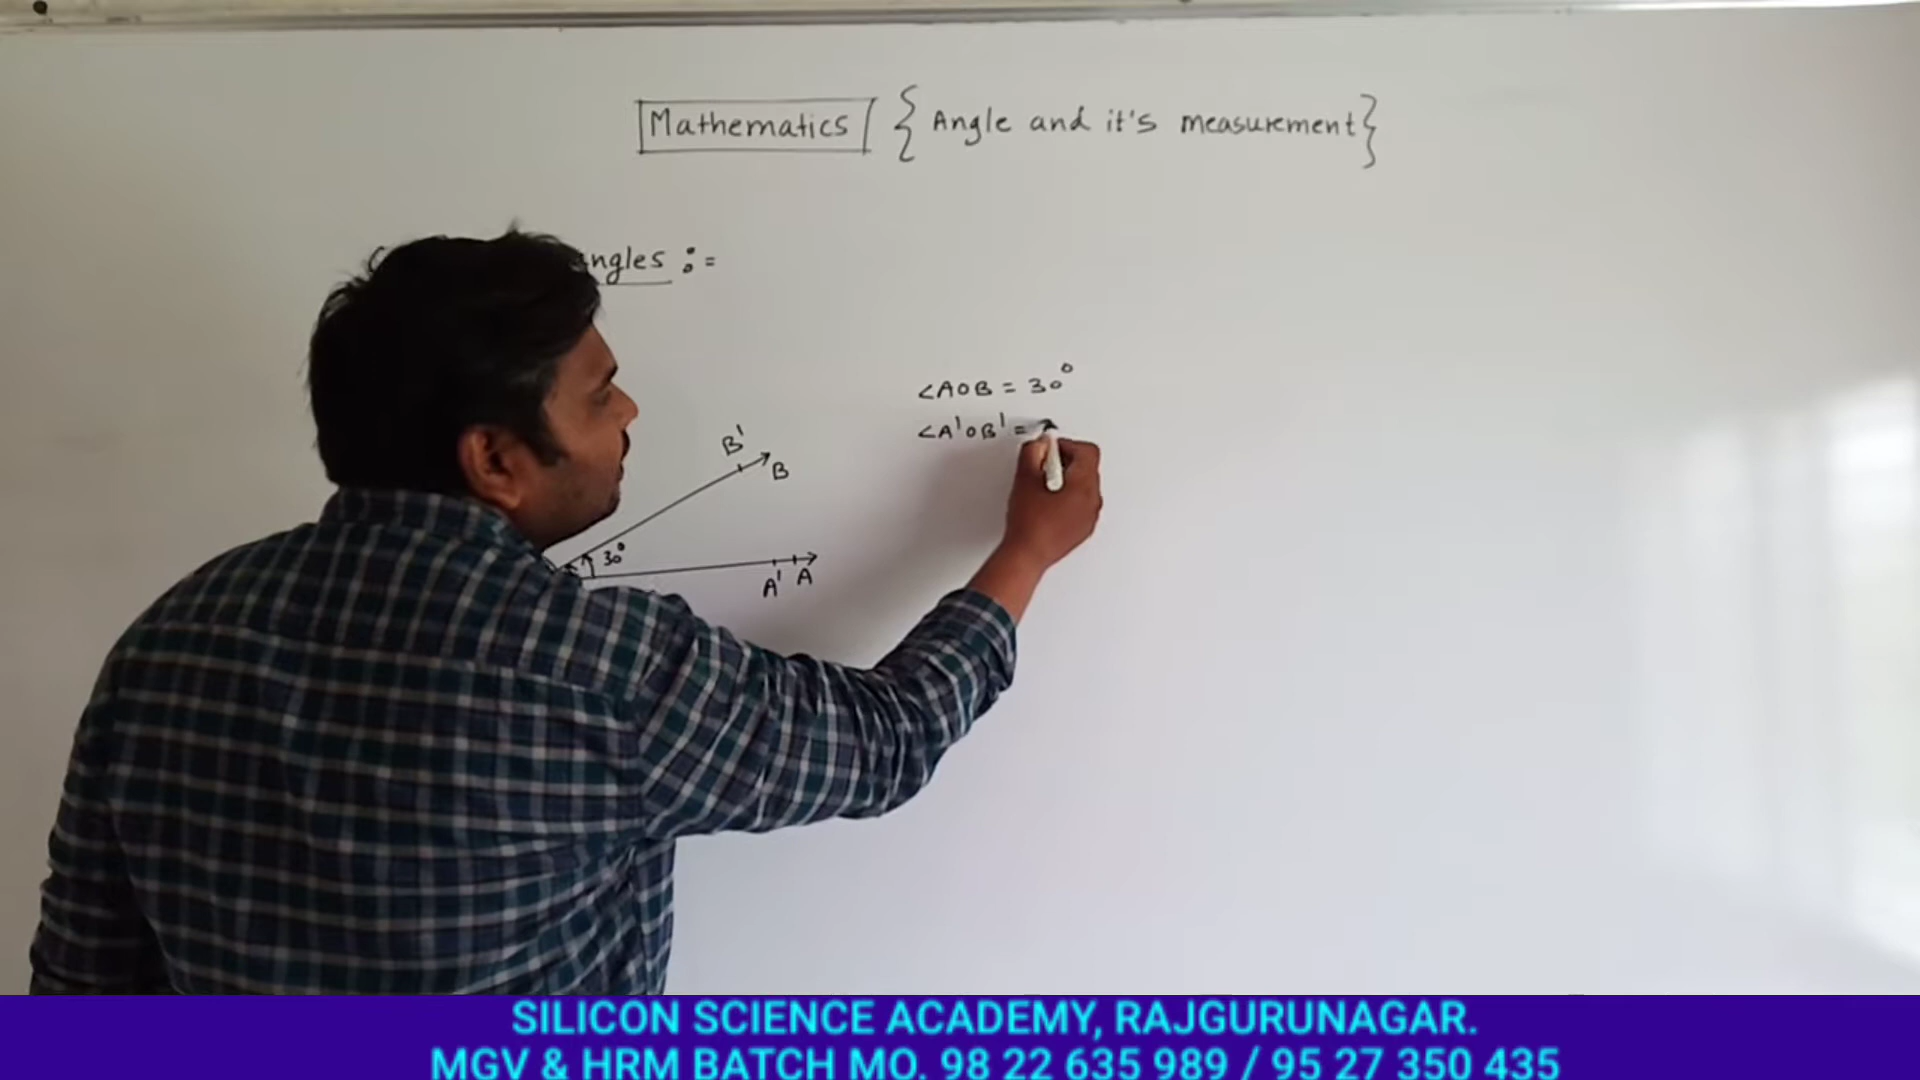 Mathematics { Angle and it's measurement }
ngles :=
∠AOB = 30°
∠A'OB' =
B'
B
30°
A' A
SILICON SCIENCE ACADEMY, RAJGURUNAGAR.
MGV & HRM BATCH MO. 98 22 635 989 / 95 27 350 435